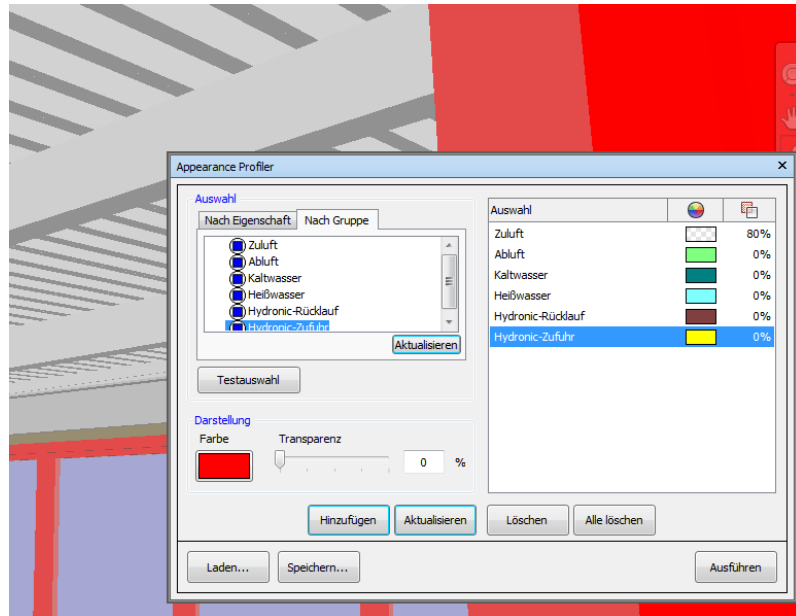 Appearance Profiler
Auswahl
Nach Eigenschaft Nach Gruppe
Zuluft
Abluft
Kaltwasser
Heißwasser
Hydronic-Rücklauf
Hydronic-Zufuhr
Aktualisieren
Testauswahl
Darstellung
Farbe Transparenz
0 %
Auswahl
Zuluft 80%
Abluft 0%
Kaltwasser 0%
Heißwasser 0%
Hydronic-Rücklauf 0%
Hydronic-Zufuhr 0%
Hinzufügen Aktualisieren Löschen Alle löschen
Laden... Speichern... Ausführen